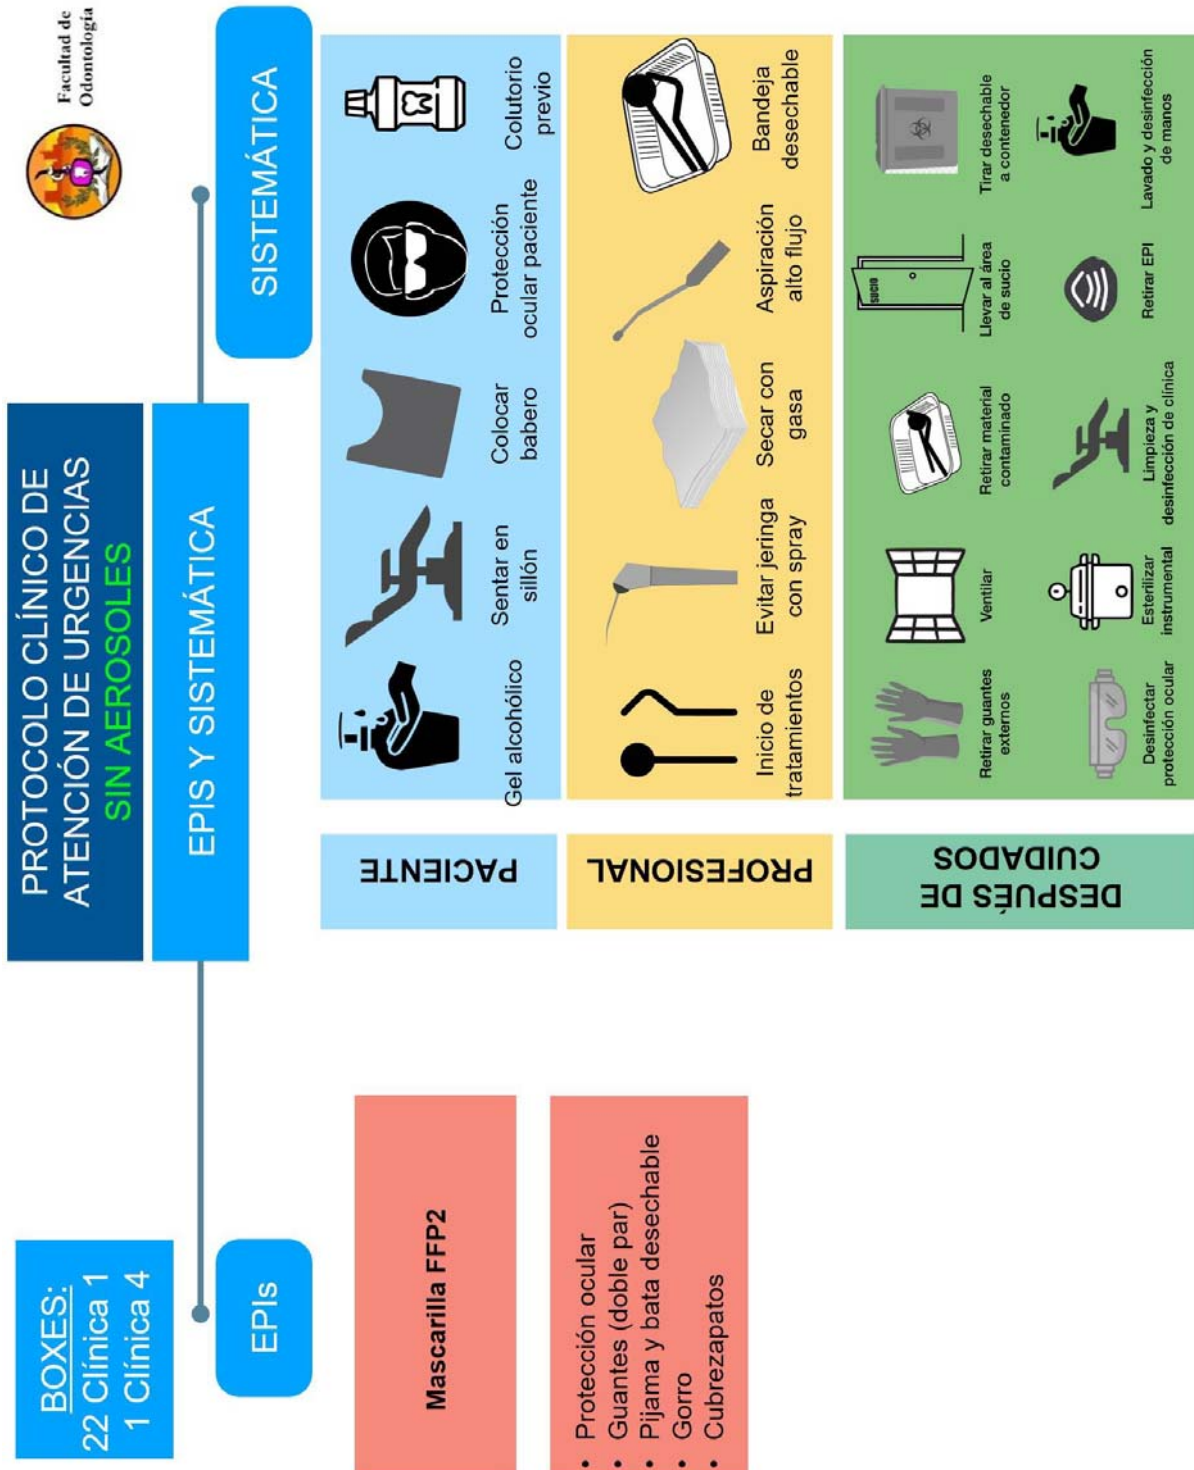 Facultad de
Odontología
PROTOCOLO CLÍNICO DE
ATENCIÓN DE URGENCIAS
SIN AEROSOLES
EPIS Y SISTEMÁTICA
BOXES:
22 Clínica 1
1 Clínica 4
EPIs
Mascarilla FFP2
• Protección ocular
• Guantes (doble par)
• Pijama y bata desechable
• Gorro
• Cubrezapatos
SISTEMÁTICA
PACIENTE
Gel alcohólico
Sentar en
sillón
Colocar
babero
Protección
ocular paciente
Colutorio
previo
PROFESIONAL
Inicio de
tratamientos
Evitar jeringa
con spray
Secar con
gasa
Aspiración
alto flujo
Bandeja
desechable
DESPUÉS DE
CUIDADOS
Retirar guantes
externos
Ventilar
Retirar material
contaminado
SUCIO
Llevar al área
de sucio
Tirar desechable
a contenedor
Desinfectar
protección ocular
Esterilizar
instrumental
Limpieza y
desinfección de clínica
Retirar EPI
Lavado y desinfección
de manos